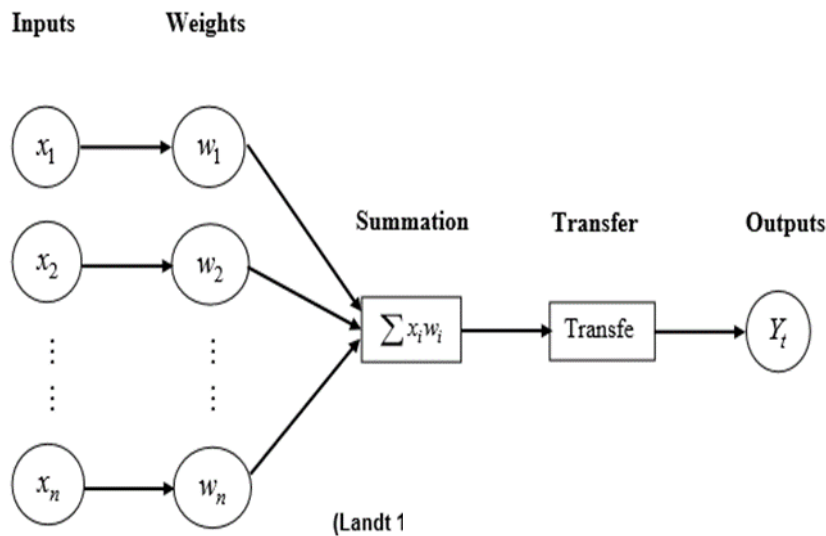 Inputs Weights
x₁ w₁
Summation Transfer Outputs
x₂ w₂
∑ xᵢwᵢ Transfe Yₜ
⋮ ⋮
⋮ ⋮
xₙ wₙ
(Landt 1